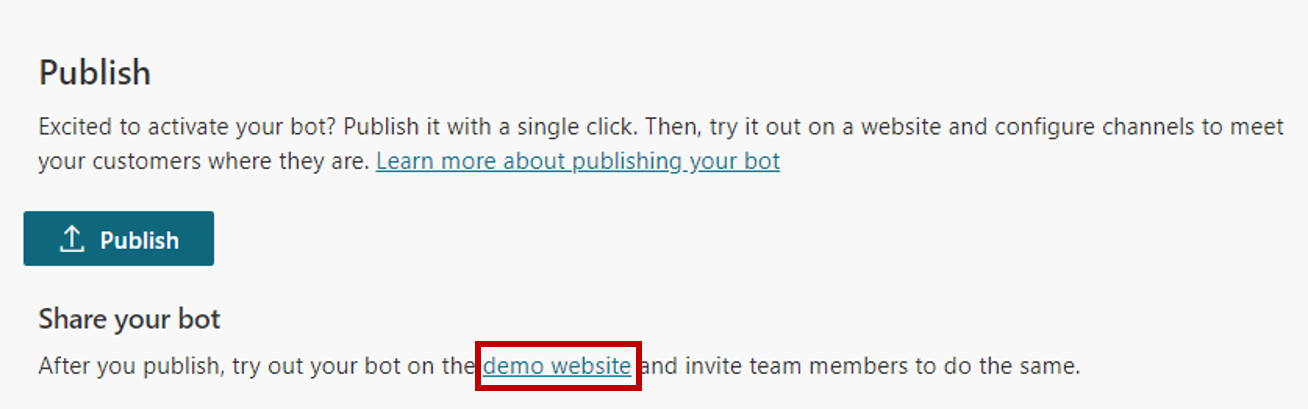 Publish
Excited to activate your bot? Publish it with a single click. Then, try it out on a website and configure channels to meet
your customers where they are. Learn more about publishing your bot
Publish
Share your bot
After you publish, try out your bot on the demo website and invite team members to do the same.